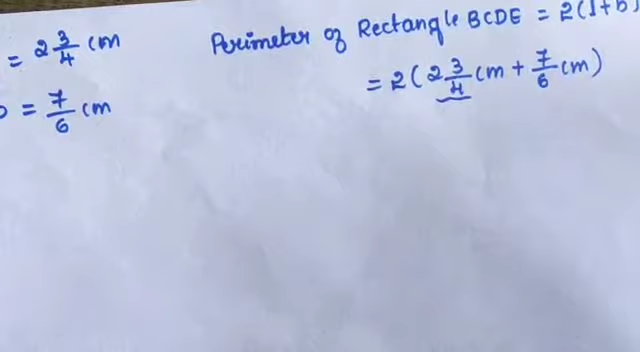 = 2 3/4 cm
= 7/6 cm
Perimeter of Rectangle BCDE = 2(l+b)
= 2(2 3/4 cm + 7/6 cm)